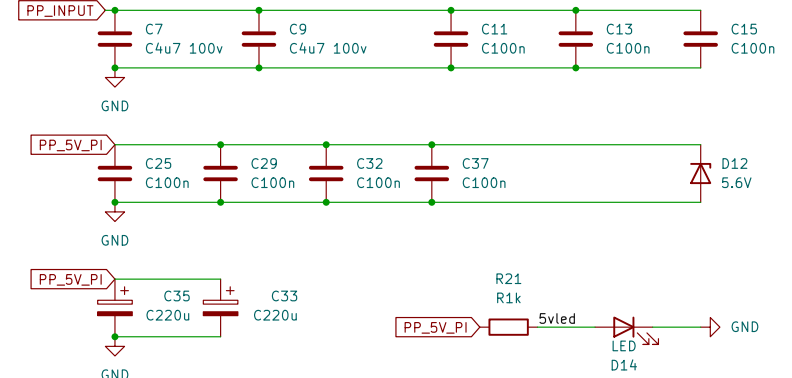 PP_INPUT
C7
C4u7 100v
C9
C4u7 100v
C11
C100n
C13
C100n
C15
C100n
GND
PP_5V_PI
C25
C100n
C29
C100n
C32
C100n
C37
C100n
D12
5.6V
GND
PP_5V_PI
+
C35
C220u
+
C33
C220u
GND
R21
R1k
PP_5V_PI
5vled
LED
D14
GND